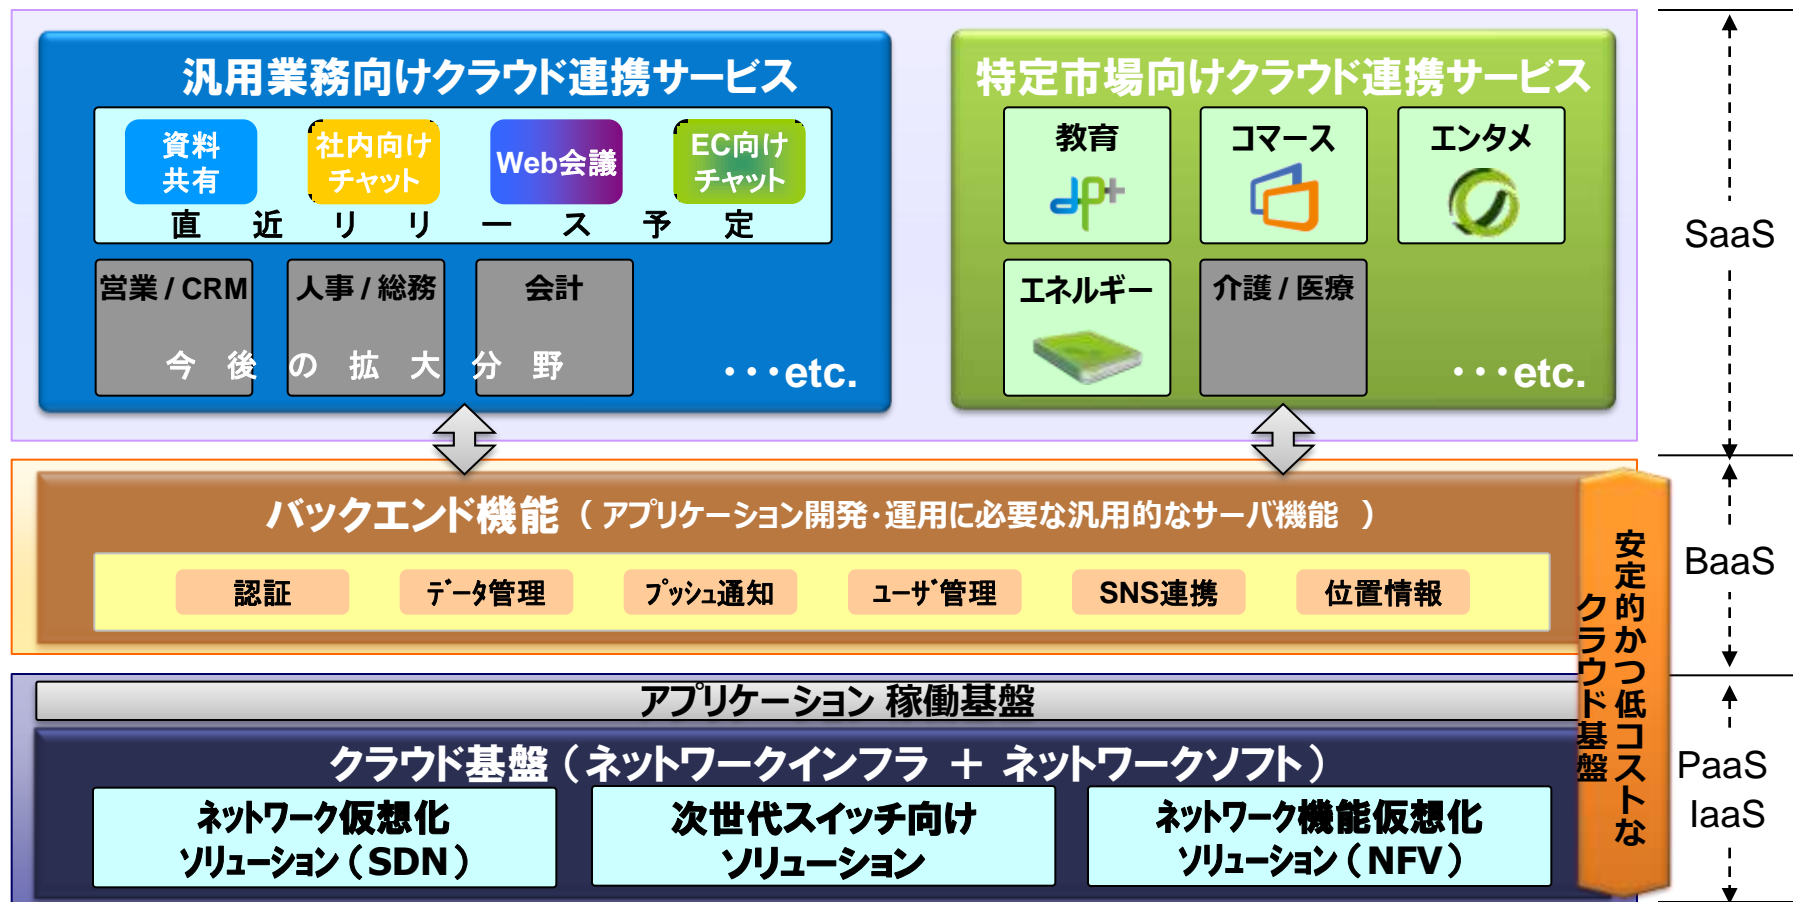 汎用業務向けクラウド連携サービス
資料
共有
社内向け
チャット
Web会議
EC向け
チャット
直近リリース予定
営業 / CRM
人事 / 総務
会計
今後の拡大分野
･･･etc.
特定市場向けクラウド連携サービス
教育
コマース
エンタメ
エネルギー
介護 / 医療
･･･etc.
SaaS
バックエンド機能（アプリケーション開発･運用に必要な汎用的なサーバ機能 ）
認証
ﾃﾞｰﾀ管理
ﾌﾟｯｼｭ通知
ﾕｰｻﾞ管理
SNS連携
位置情報
BaaS
安定的かつ低コストな
クラウド基盤
アプリケーション 稼働基盤
クラウド基盤（ネットワークインフラ ＋ ネットワークソフト）
ネットワーク仮想化
ソリューション（SDN）
次世代スイッチ向け
ソリューション
ネットワーク機能仮想化
ソリューション（NFV）
PaaS
IaaS